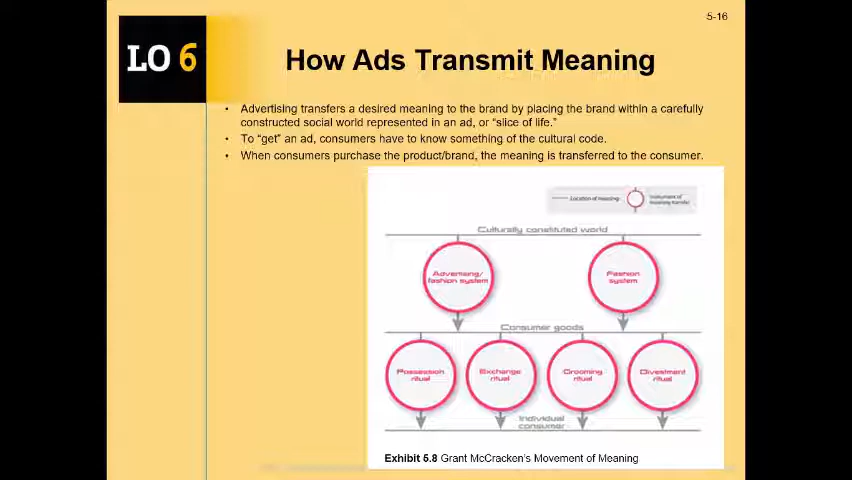 5-16
LO 6
How Ads Transmit Meaning
• Advertising transfers a desired meaning to the brand by placing the brand within a carefully
constructed social world represented in an ad, or “slice of life.”
• To “get” an ad, consumers have to know something of the cultural code.
• When consumers purchase the product/brand, the meaning is transferred to the consumer.
Location of meaning
Instrument of
meaning transfer
Culturally constituted world
Advertising/
fashion system
Fashion
system
Consumer goods
Possession
ritual
Exchange
ritual
Grooming
ritual
Divestment
ritual
Individual
consumer
Exhibit 5.8 Grant McCracken's Movement of Meaning